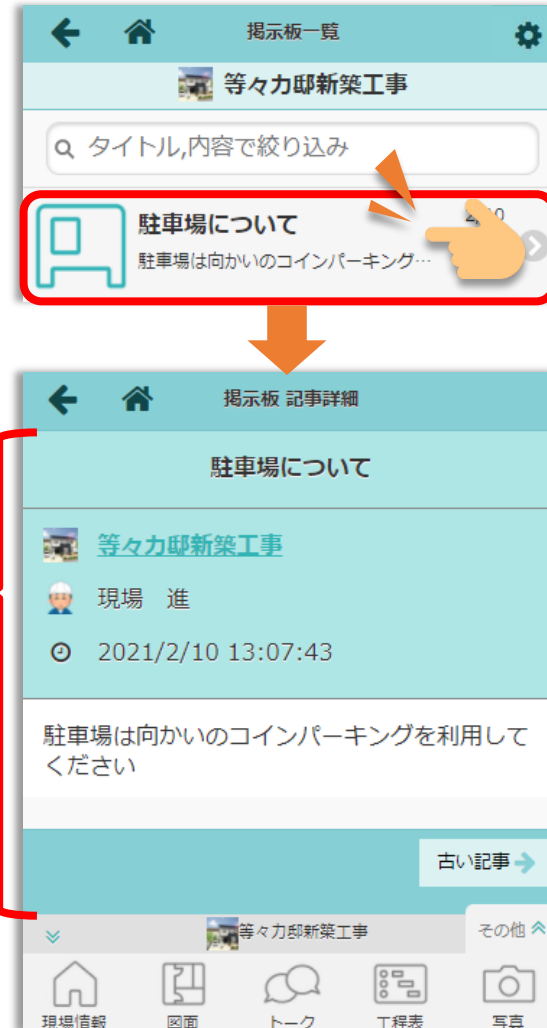 掲示板一覧
等々力邸新築工事
タイトル,内容で絞り込み
駐車場について
駐車場は向かいのコインパーキング…
掲示板 記事詳細
駐車場について
等々力邸新築工事
現場　進
2021/2/10 13:07:43
駐車場は向かいのコインパーキングを利用して
ください
古い記事
等々力邸新築工事
その他
現場情報
図面
トーク
工程表
写真